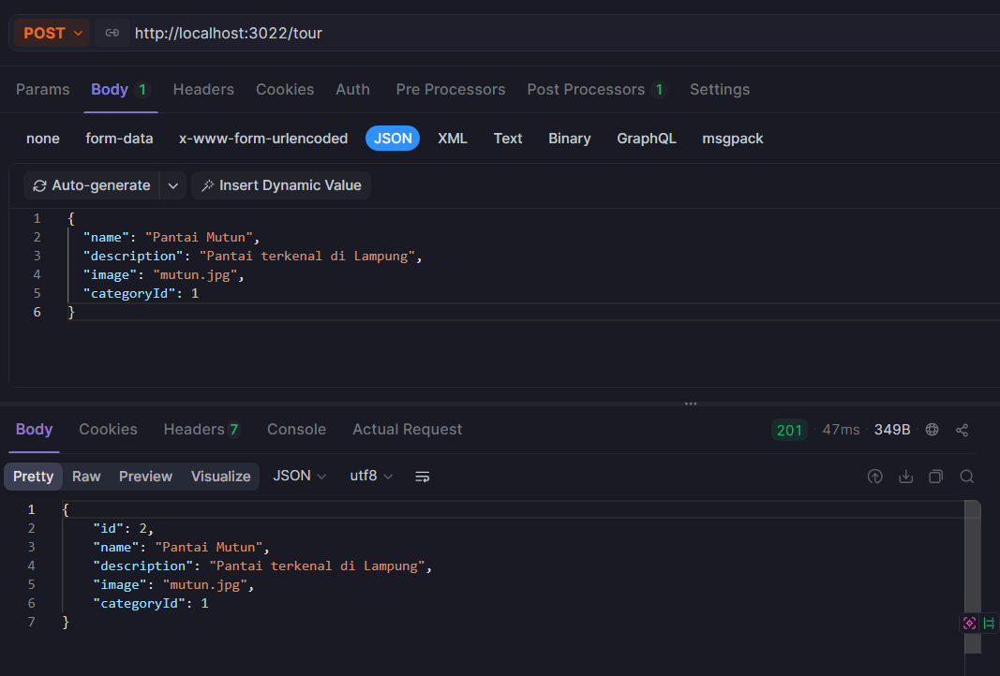 POST http://localhost:3022/tour
Params Body 1 Headers Cookies Auth Pre Processors Post Processors 1 Settings
none form-data x-www-form-urlencoded JSON XML Text Binary GraphQL msgpack
Auto-generate Insert Dynamic Value
1 {
2 "name": "Pantai Mutun",
3 "description": "Pantai terkenal di Lampung",
4 "image": "mutun.jpg",
5 "categoryId": 1
6 }
Body Cookies Headers 7 Console Actual Request 201 · 47ms · 349B
Pretty Raw Preview Visualize JSON utf8
1 {
2 "id": 2,
3 "name": "Pantai Mutun",
4 "description": "Pantai terkenal di Lampung",
5 "image": "mutun.jpg",
6 "categoryId": 1
7 }